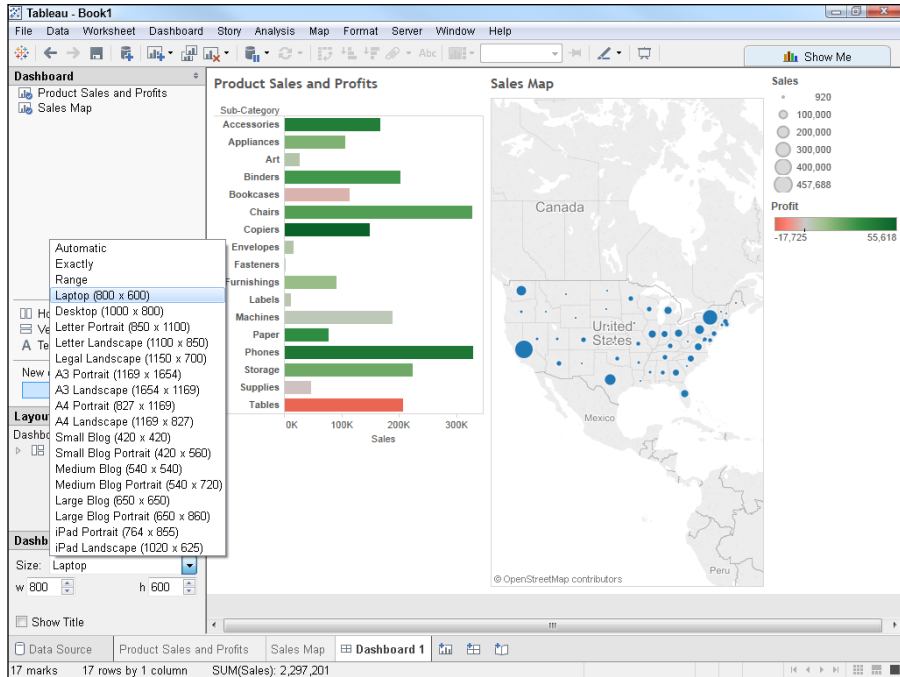 Tableau - Book1
File Data Worksheet Dashboard Story Analysis Map Format Server Window Help
Abc
Show Me
Dashboard
Product Sales and Profits
Sales Map
Automatic
Exactly
Range
Laptop (800 x 600)
Desktop (1000 x 800)
Letter Portrait (850 x 1100)
Letter Landscape (1100 x 850)
Legal Landscape (1150 x 700)
A3 Portrait (1169 x 1654)
A3 Landscape (1654 x 1169)
A4 Portrait (827 x 1169)
A4 Landscape (1169 x 827)
Small Blog (420 x 420)
Small Blog Portrait (420 x 560)
Medium Blog (540 x 540)
Medium Blog Portrait (540 x 720)
Large Blog (650 x 650)
Large Blog Portrait (650 x 860)
iPad Portrait (764 x 855)
iPad Landscape (1020 x 625)
Ho
Ve
A Te
New
Layou
Dashbo
Dashb
Size: Laptop
w 800 h 600
Show Title
Product Sales and Profits
Sub-Category
Accessories
Appliances
Art
Binders
Bookcases
Chairs
Copiers
Envelopes
Fasteners
Furnishings
Labels
Machines
Paper
Phones
Storage
Supplies
Tables
0K 100K 200K 300K
Sales
Sales Map
Canada
United States
Mexico
Peru
© OpenStreetMap contributors
Sales
920
100,000
200,000
300,000
400,000
457,688
Profit
-17,725 55,618
Data Source Product Sales and Profits Sales Map Dashboard 1
17 marks 17 rows by 1 column SUM(Sales): 2,297,201